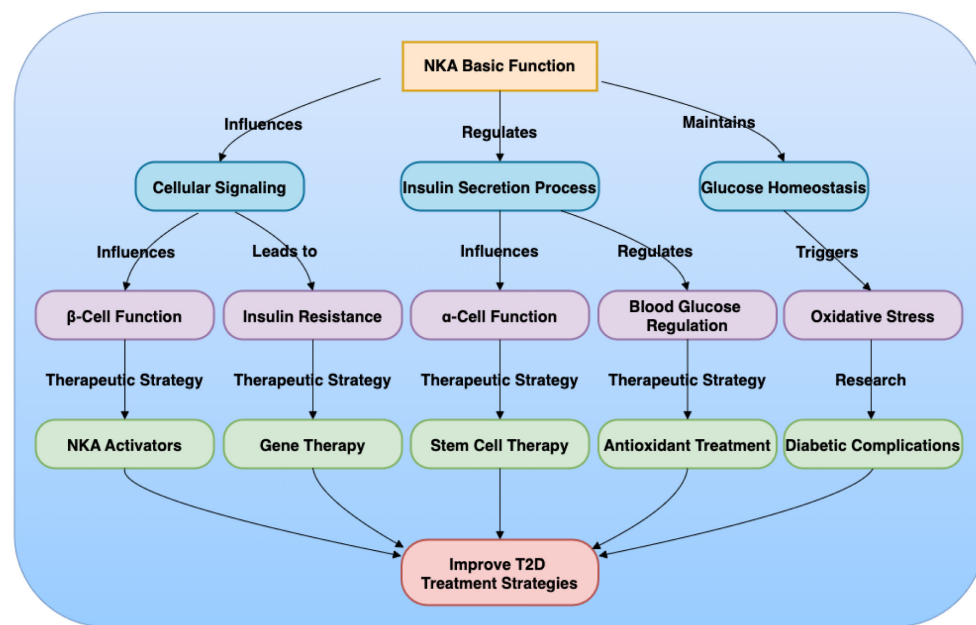 NKA Basic Function
Influences
Regulates
Maintains
Cellular Signaling
Insulin Secretion Process
Glucose Homeostasis
Influences
Leads to
Influences
Regulates
Triggers
β-Cell Function
Insulin Resistance
α-Cell Function
Blood Glucose
Regulation
Oxidative Stress
Therapeutic Strategy
Therapeutic Strategy
Therapeutic Strategy
Therapeutic Strategy
Research
NKA Activators
Gene Therapy
Stem Cell Therapy
Antioxidant Treatment
Diabetic Complications
Improve T2D
Treatment Strategies